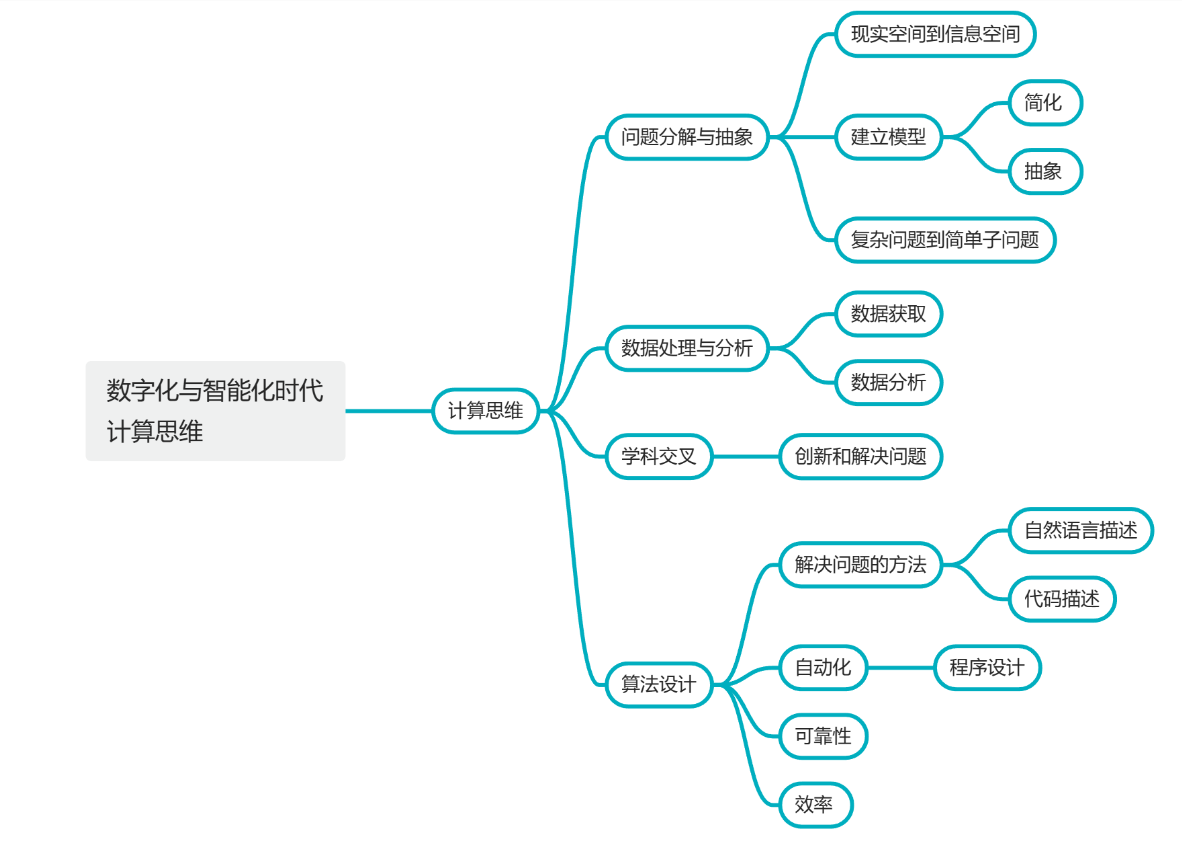 数字化与智能化时代
计算思维
计算思维
问题分解与抽象
现实空间到信息空间
建立模型
简化
抽象
复杂问题到简单子问题
数据处理与分析
数据获取
数据分析
学科交叉
创新和解决问题
算法设计
解决问题的方法
自然语言描述
代码描述
自动化
程序设计
可靠性
效率